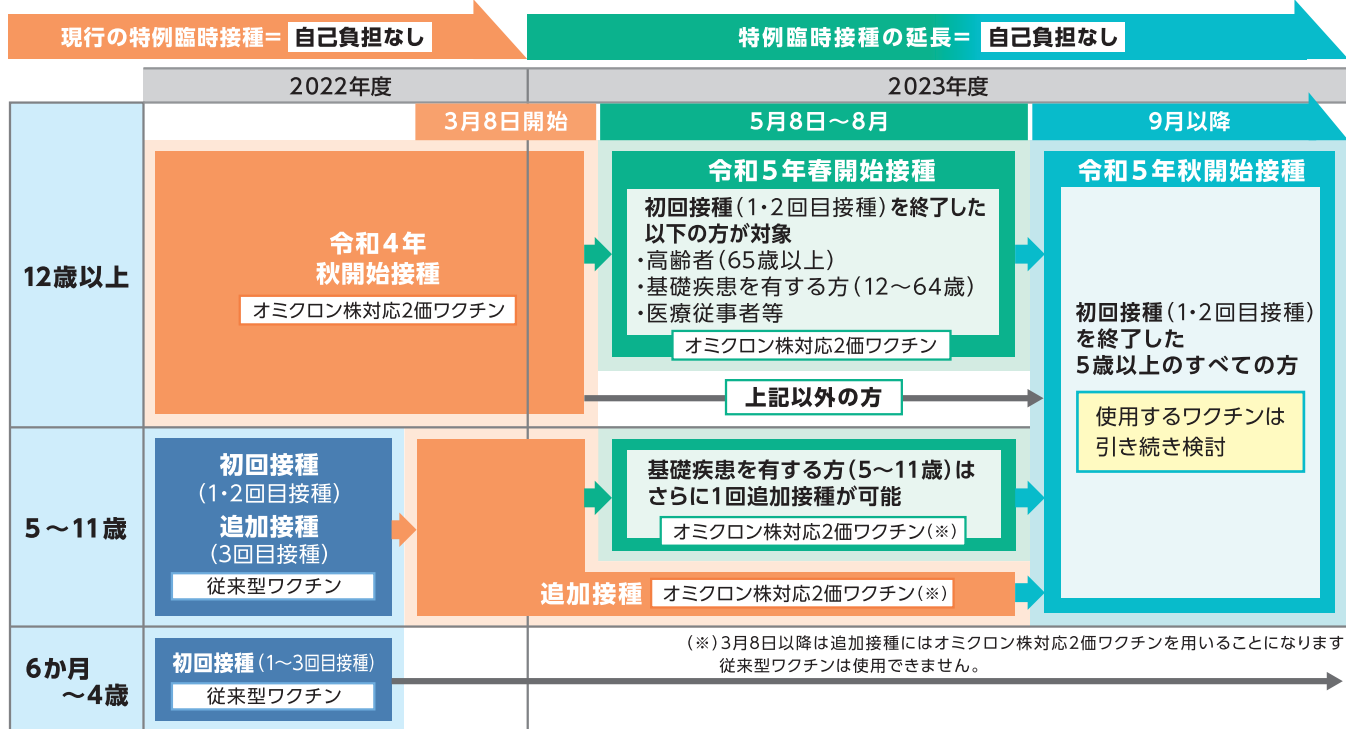 現行の特例臨時接種= 自己負担なし
特例臨時接種の延長= 自己負担なし
2022年度
2023年度
3月8日開始
5月8日～8月
9月以降
12歳以上
令和4年
秋開始接種
オミクロン株対応2価ワクチン
令和5年春開始接種
初回接種(1・2回目接種)を終了した
以下の方が対象
・高齢者(65歳以上)
・基礎疾患を有する方(12～64歳)
・医療従事者等
オミクロン株対応2価ワクチン
上記以外の方
令和5年秋開始接種
初回接種(1・2回目接種)
を終了した
5歳以上のすべての方
使用するワクチンは
引き続き検討
5～11歳
初回接種
(1・2回目接種)
追加接種
(3回目接種)
従来型ワクチン
基礎疾患を有する方(5～11歳)は
さらに1回追加接種が可能
オミクロン株対応2価ワクチン(※)
追加接種 オミクロン株対応2価ワクチン(※)
6か月
～4歳
初回接種(1～3回目接種)
従来型ワクチン
(※)3月8日以降は追加接種にはオミクロン株対応2価ワクチンを用いることになります
従来型ワクチンは使用できません。